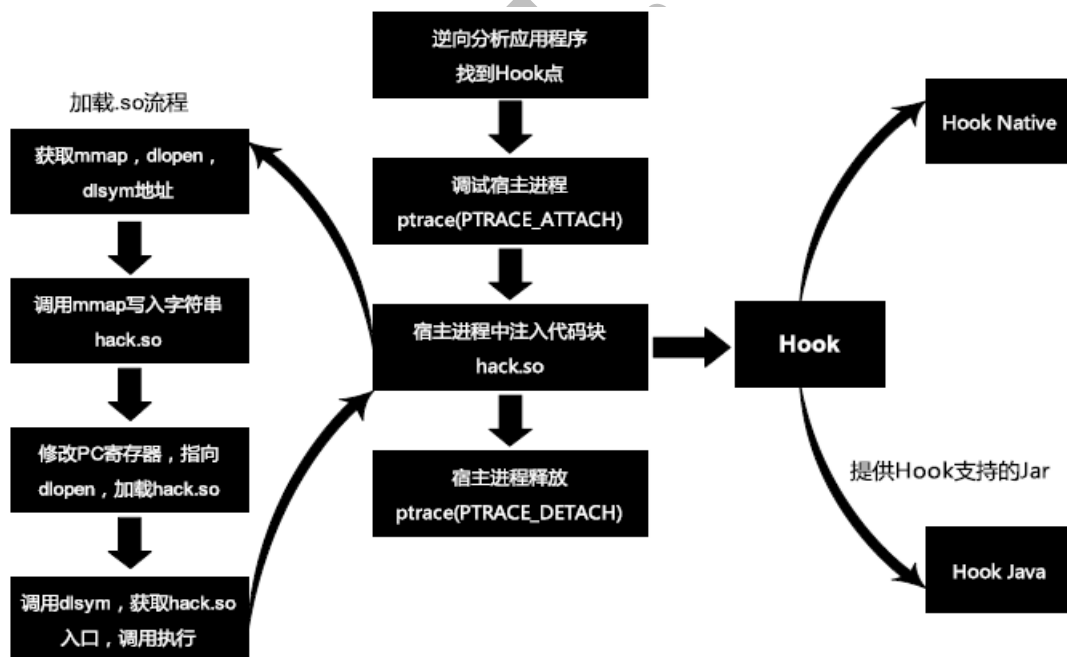 逆向分析应用程序
找到Hook点
加载.so流程
获取mmap，dlopen，
dlsym地址
调用mmap写入字符串
hack.so
修改PC寄存器，指向
dlopen，加载hack.so
调用dlsym，获取hack.so
入口，调用执行
调试宿主进程
ptrace(PTRACE_ATTACH)
宿主进程中注入代码块
hack.so
宿主进程释放
ptrace(PTRACE_DETACH)
Hook
Hook Native
提供Hook支持的Jar
Hook Java